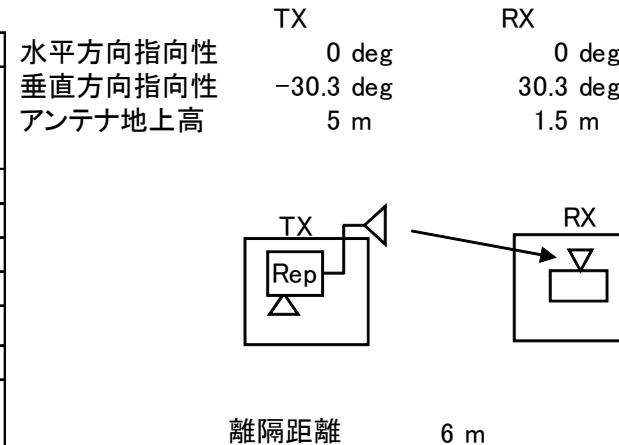 TX RX
水平方向指向性 0 deg 0 deg
垂直方向指向性 -30.3 deg 30.3 deg
アンテナ地上高 5 m 1.5 m
TX RX
Rep
離隔距離 6 m